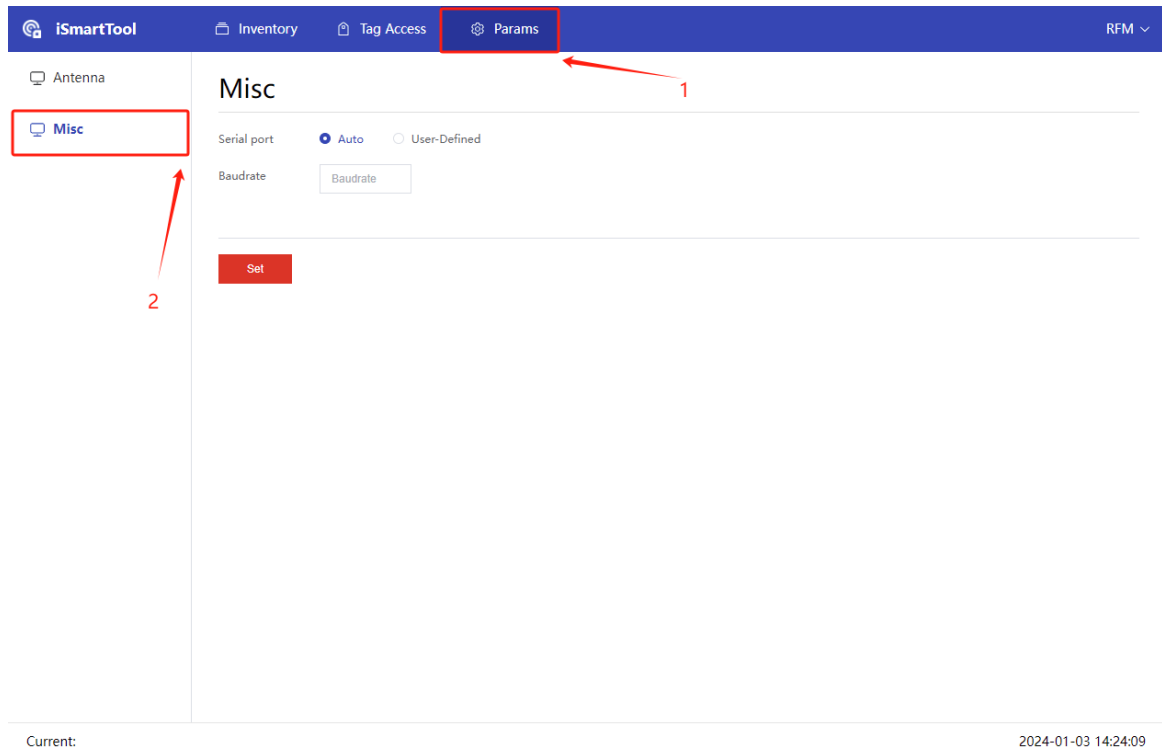 iSmartTool Inventory Tag Access Params RFM
1
Antenna
Misc
2
Misc
Serial port Auto User-Defined
Baudrate Baudrate
Set
Current: 2024-01-03 14:24:09